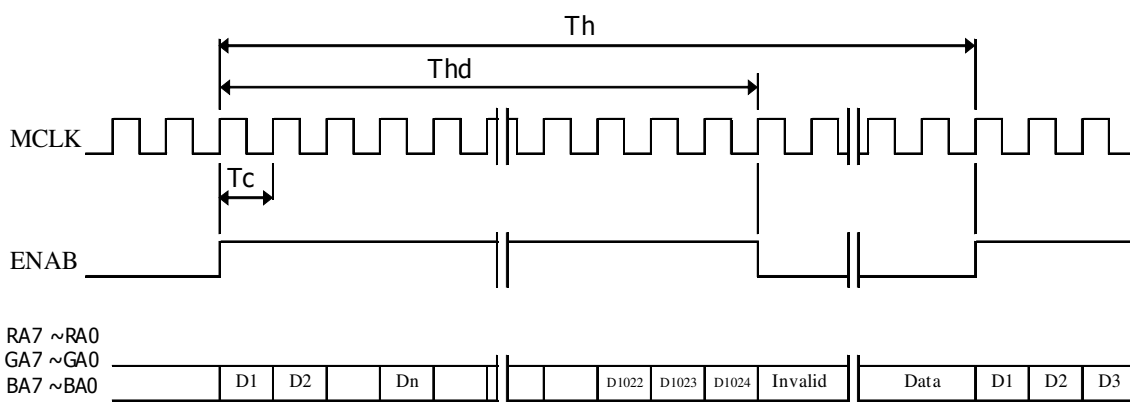 Th
Thd
MCLK
Tc
ENAB
RA7 ~RA0
GA7 ~GA0
BA7 ~BA0
D1 D2 Dn D1022 D1023 D1024 Invalid Data D1 D2 D3